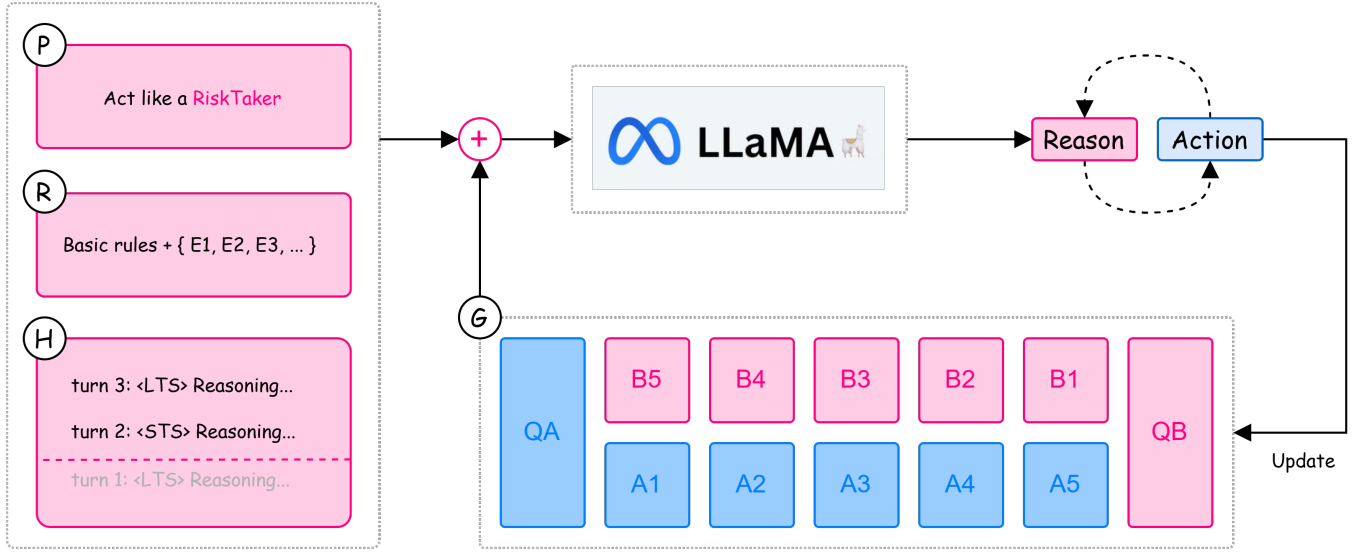 P
Act like a RiskTaker
R
Basic rules + { E1, E2, E3, ... }
H
turn 3: <LTS> Reasoning...
turn 2: <STS> Reasoning...
turn 1: <LTS> Reasoning...
+
LLaMA
Reason
Action
G
QA
B5
B4
B3
B2
B1
QB
A1
A2
A3
A4
A5
Update